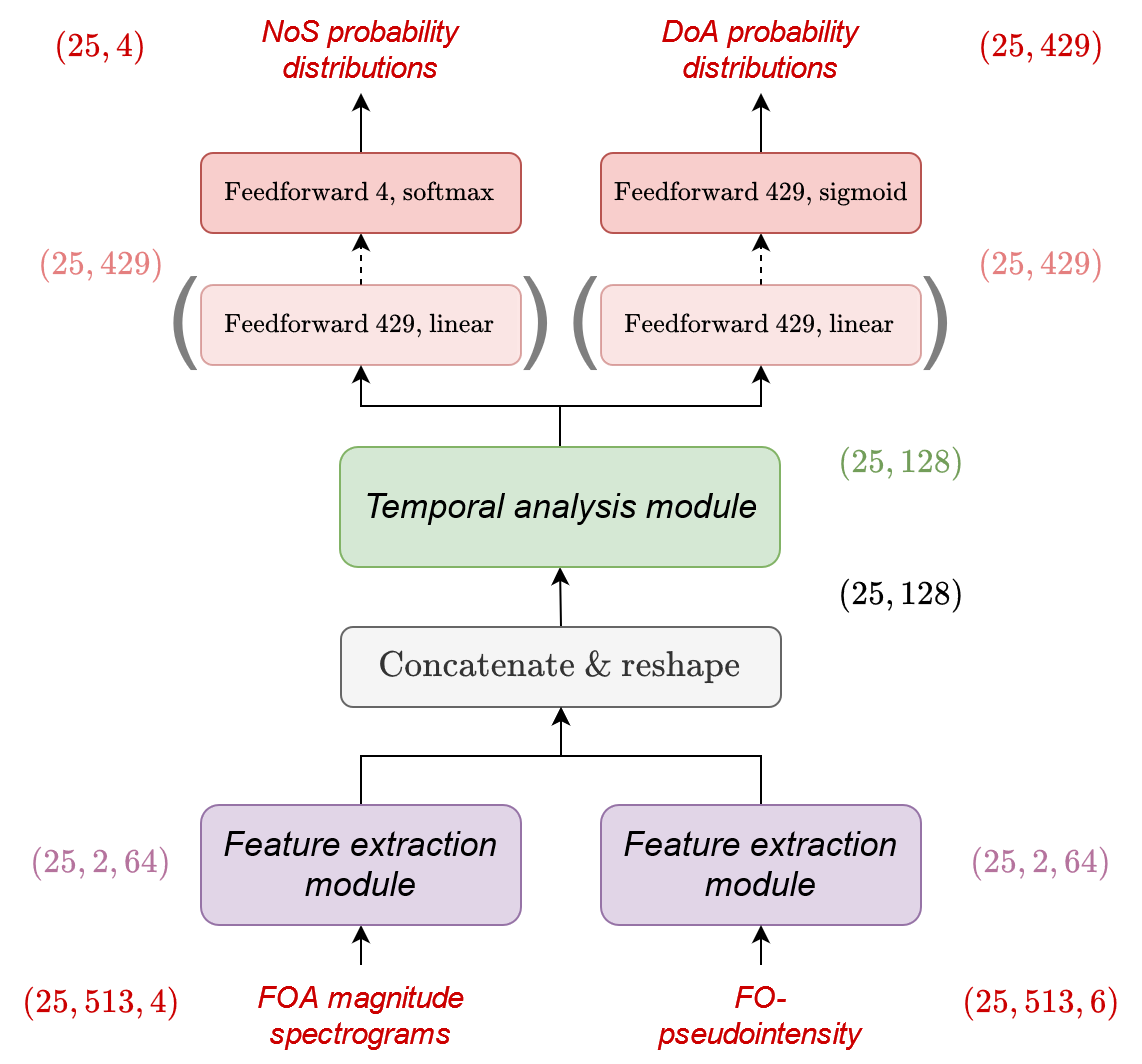 (25, 4)
NoS probability
distributions
DoA probability
distributions
(25, 429)
Feedforward 4, softmax
Feedforward 429, sigmoid
(25, 429)
(25, 429)
( Feedforward 429, linear )
( Feedforward 429, linear )
(25, 128)
Temporal analysis module
(25, 128)
Concatenate & reshape
(25, 2, 64)
Feature extraction
module
Feature extraction
module
(25, 2, 64)
(25, 513, 4)
FOA magnitude
spectrograms
FO-
pseudointensity
(25, 513, 6)